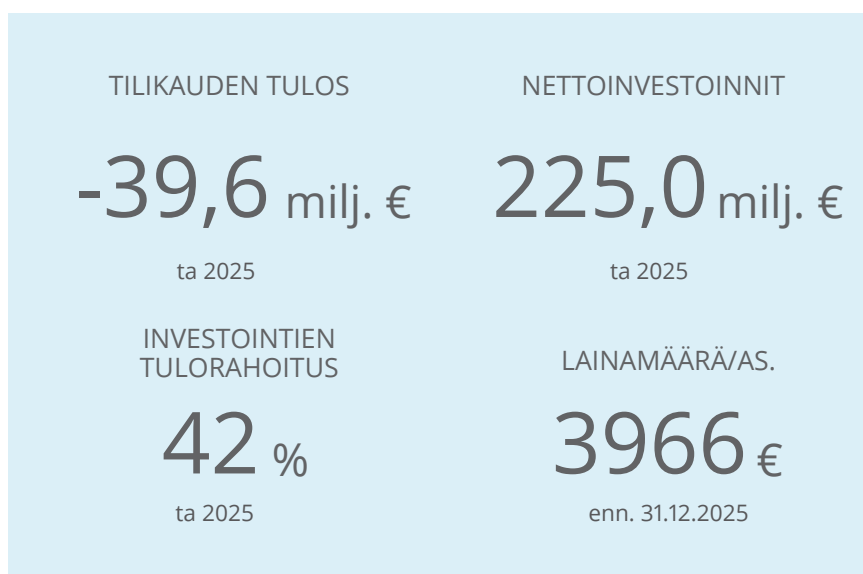 TILIKAUDEN TULOS
-39,6 milj. €
ta 2025
NETTOINVESTOINNIT
225,0 milj. €
ta 2025
INVESTOINTIEN
TULORAHOITUS
42 %
ta 2025
LAINAMÄÄRÄ/AS.
3966 €
enn. 31.12.2025